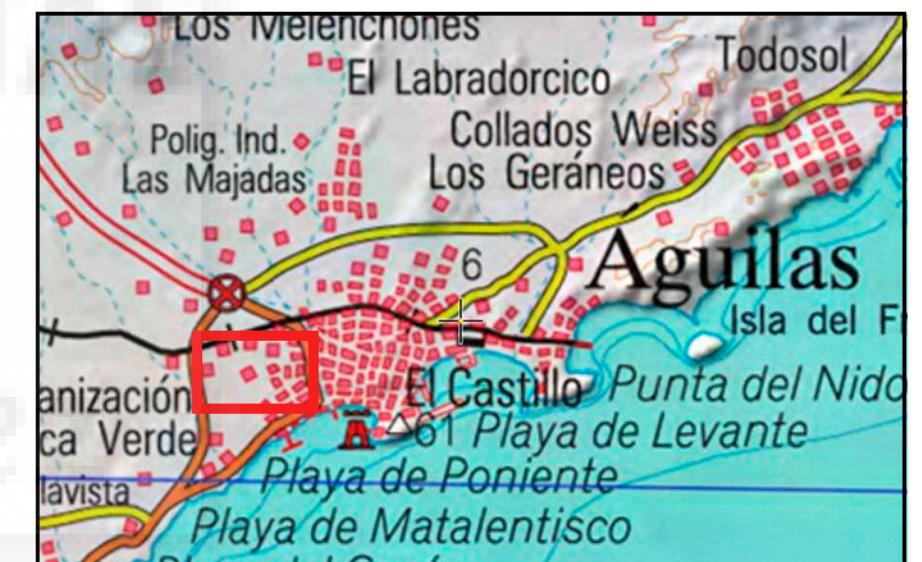 Los Melenchones
El Labradorcico
Todosol
Collados Weiss
Polig. Ind.
Las Majadas
Los Geráneos
6
Águilas
Isla del
El Castillo
Punta del Nido
anización
ca Verde
61
Playa de Levante
Playa de Poniente
lavista
Playa de Matalentisco